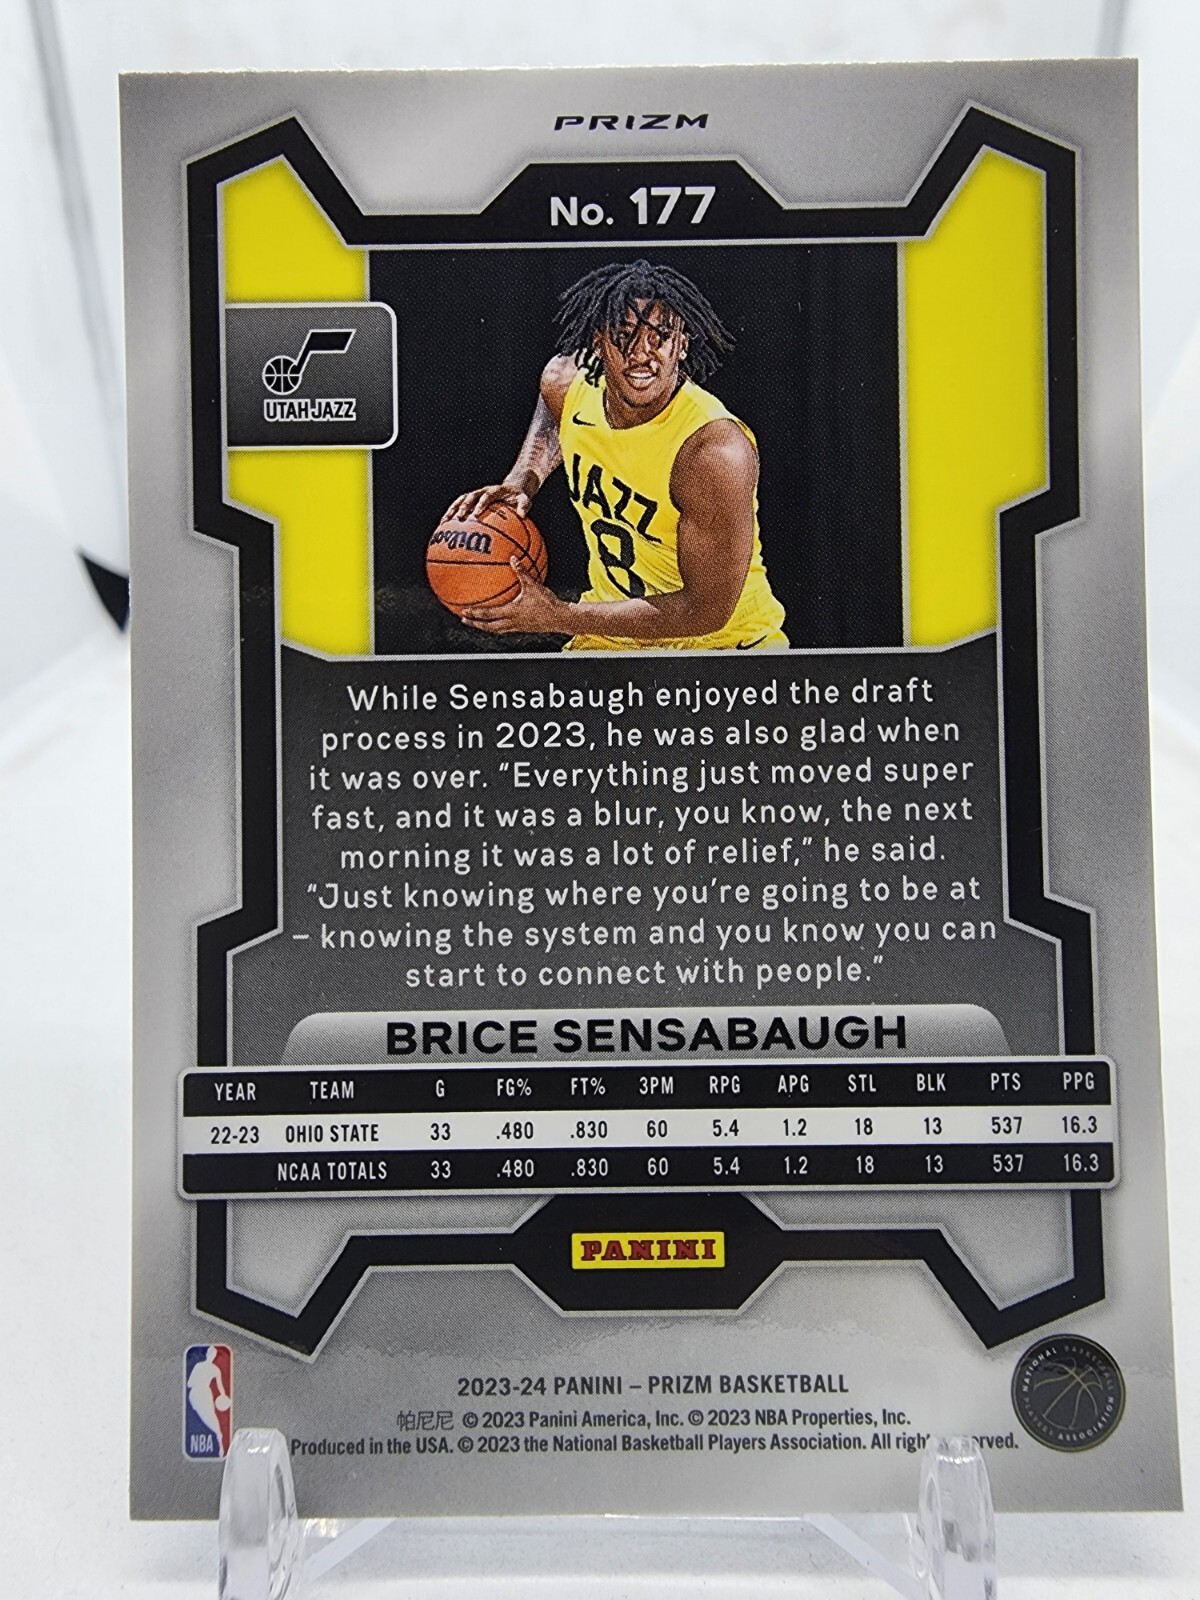 PRIZM
No. 177
UTAH JAZZ
Wilson
JAZZ
8
While Sensabaugh enjoyed the draft
process in 2023, he was also glad when
it was over. “Everything just moved super
fast, and it was a blur, you know, the next
morning it was a lot of relief,” he said.
“Just knowing where you’re going to be at
– knowing the system and you know you can
start to connect with people.”
BRICE SENSABAUGH
YEAR TEAM G FG% FT% 3PM RPG APG STL BLK PTS PPG
22-23 OHIO STATE 33 .480 .830 60 5.4 1.2 18 13 537 16.3
NCAA TOTALS 33 .480 .830 60 5.4 1.2 18 13 537 16.3
PANINI
NBA
NATIONAL BASKETBALL PLAYERS ASSOCIATION
2023-24 PANINI – PRIZM BASKETBALL
帕尼尼 © 2023 Panini America, Inc. © 2023 NBA Properties, Inc.
Produced in the USA. © 2023 the National Basketball Players Association. All